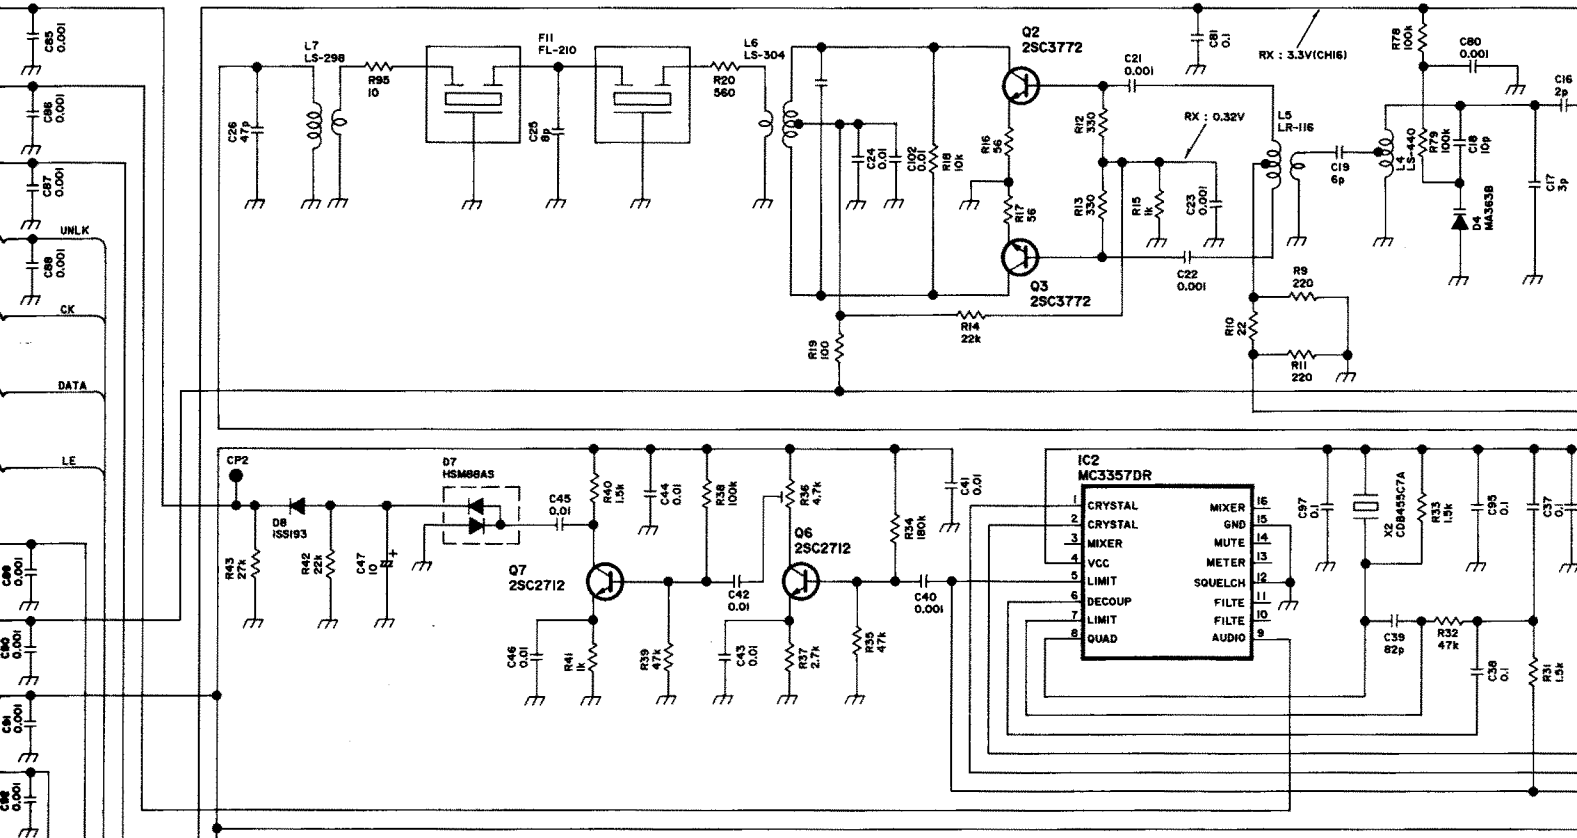 C85
0.001
C86
0.001
C87
0.001
UNLK
C88
0.001
CK
DATA
LE
C89
0.001
C90
0.001
C91
0.001
C92
0.001
L7
LS-298
C26
47p
R95
10
F11
FL-210
C25
8p
R20
560
L6
LS-304
C24
0.01
C102
0.01
R18
10k
Q2
2SC3772
R16
56
R17
56
Q3
2SC3772
R14
22k
R19
100
C21
0.001
R12
330
R13
330
RX : 0.32V
R15
1k
C23
0.001
C22
0.001
C81
0.1
RX : 3.3V(CH16)
L5
LR-116
R9
220
R10
22
R11
220
C19
6p
L4
LS-440
R78
100k
C80
0.001
R79
100k
C18
10p
D4
MA363B
C16
2p
C17
3p
CP2
R43
27k
D8
1SS193
R42
22k
C47
10
+
D7
HSM88AS
C45
0.01
R40
1.5k
C44
0.01
R38
100k
R36
4.7k
Q7
2SC2712
C46
0.01
R41
1k
R39
47k
C42
0.01
C43
0.01
Q6
2SC2712
R37
2.7k
R35
47k
R34
180k
C41
0.01
C40
0.001
IC2
MC3357DR
1 CRYSTAL
2 CRYSTAL
3 MIXER
4 VCC
5 LIMIT
6 DECOUP
7 LIMIT
8 QUAD
MIXER 16
GND 15
MUTE 14
METER 13
SQUELCH 12
FILTE 11
FILTE 10
AUDIO 9
C97
0.1
X2
CDB455C7A
R33
1.5k
C95
0.1
C37
0.1
C39
82p
R32
47k
C38
0.1
R31
1.5k